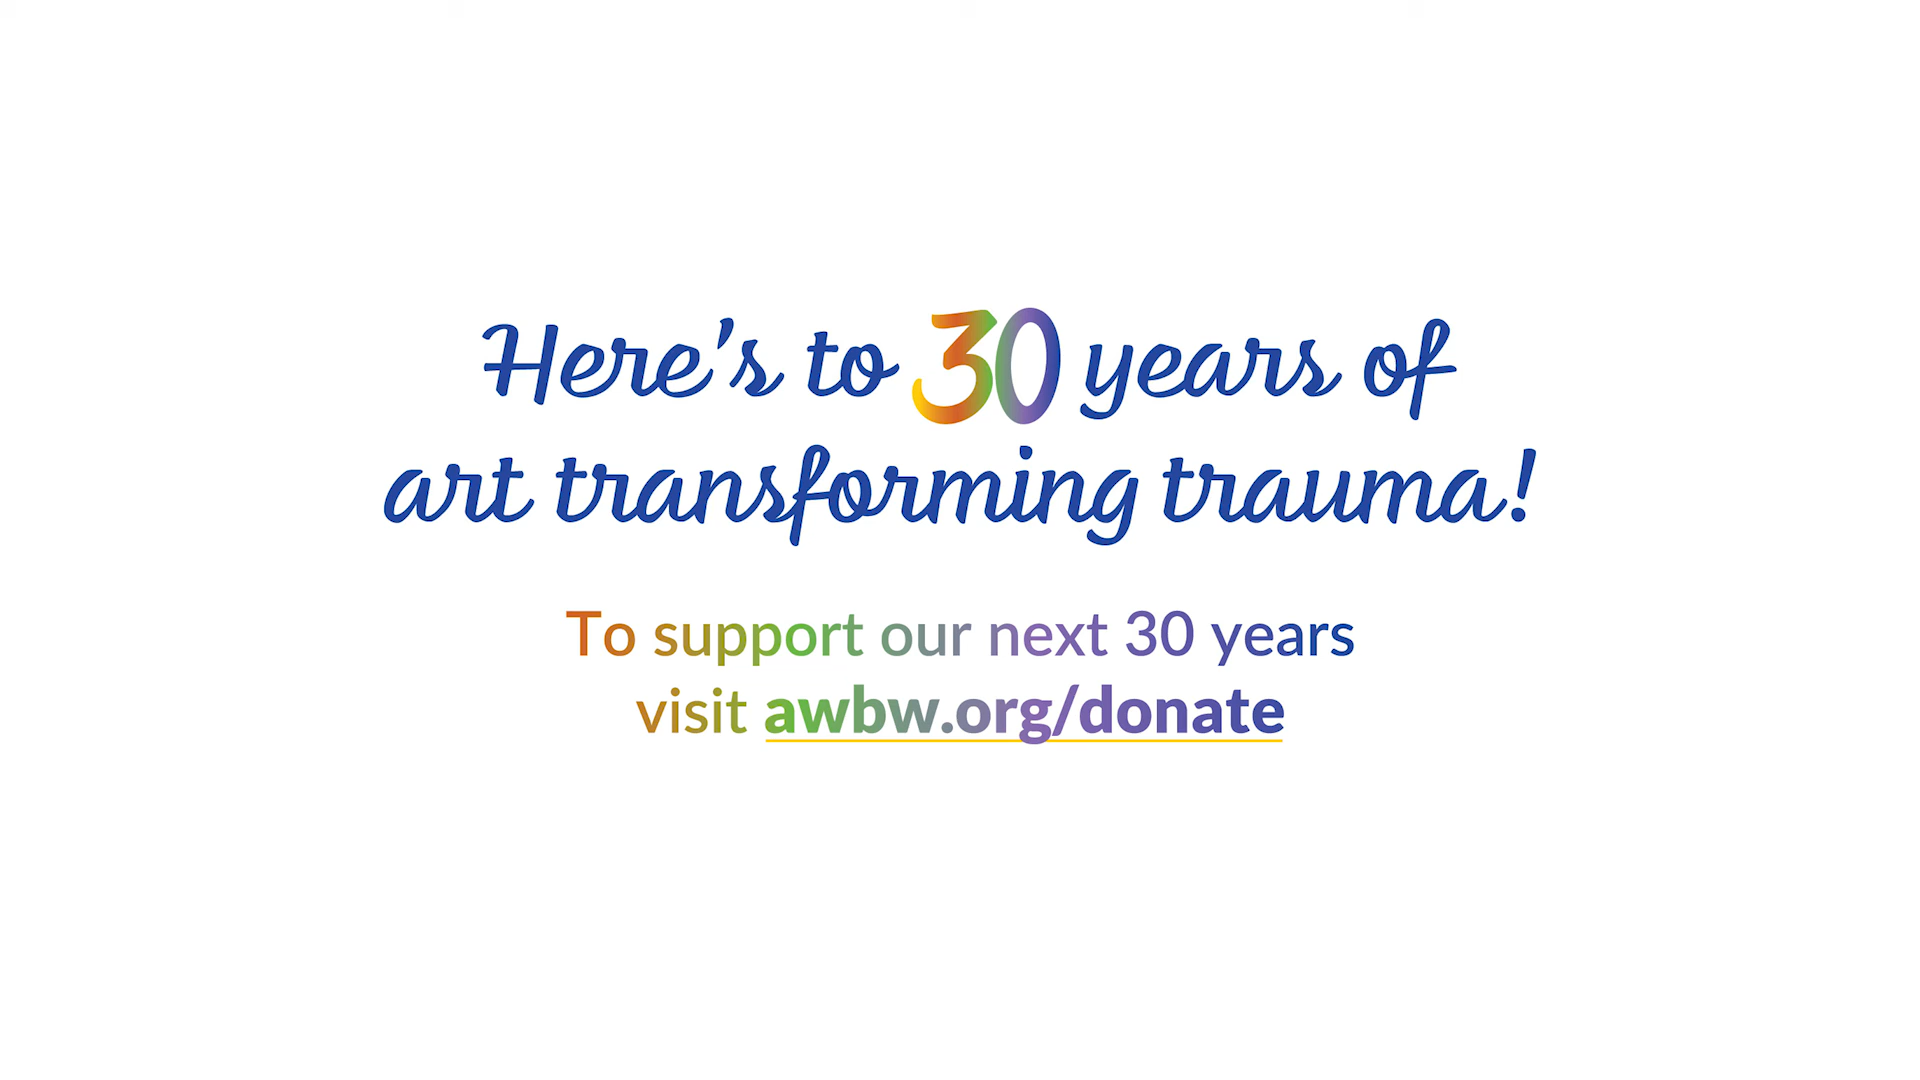 Here's to 30 years of
art transforming trauma!
To support our next 30 years
visit awbw.org/donate